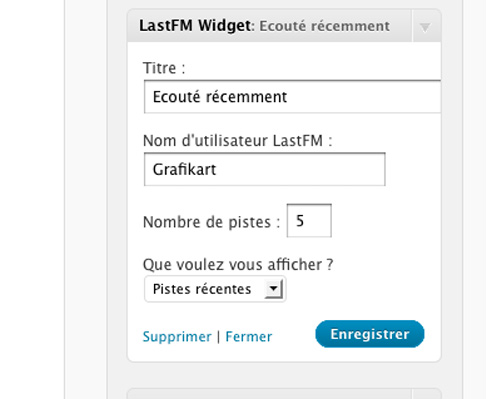 LastFM Widget: Ecouté récemment
Titre :
Ecouté récemment
Nom d'utilisateur LastFM :
Grafikart
Nombre de pistes : 5
Que voulez vous afficher ?
Pistes récentes
Supprimer | Fermer Enregistrer